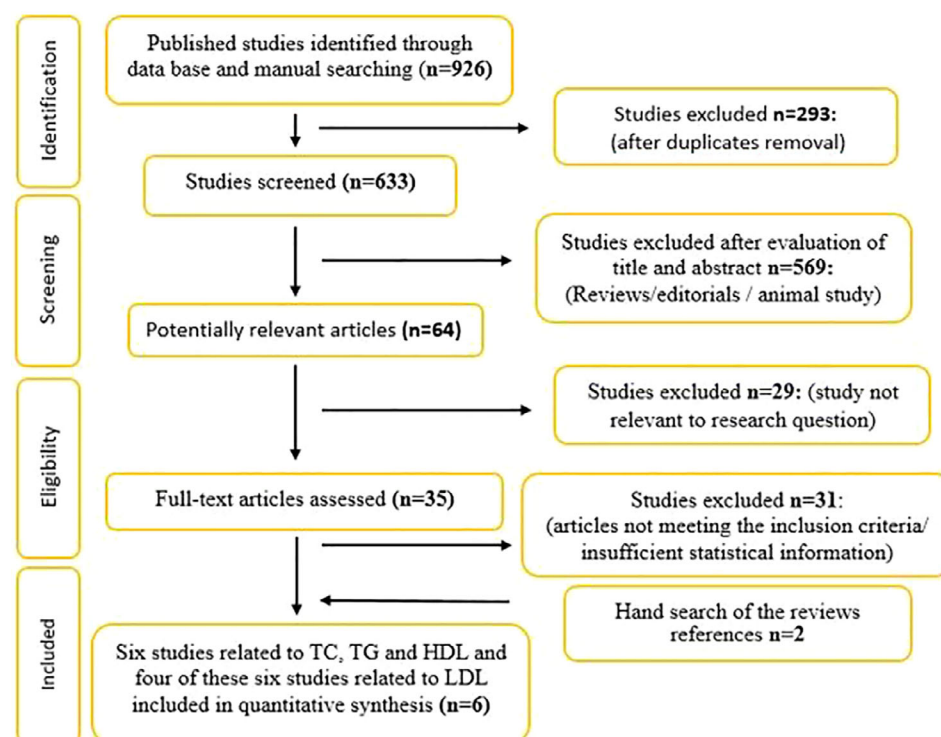 Identification
Published studies identified through
data base and manual searching (n=926)
Studies excluded n=293:
(after duplicates removal)
Studies screened (n=633)
Screening
Studies excluded after evaluation of
title and abstract n=569:
(Reviews/editorials / animal study)
Potentially relevant articles (n=64)
Eligibility
Studies excluded n=29: (study not
relevant to research question)
Full-text articles assessed (n=35)
Studies excluded n=31:
(articles not meeting the inclusion criteria/
insufficient statistical information)
Included
Hand search of the reviews
references n=2
Six studies related to TC, TG and HDL and
four of these six studies related to LDL
included in quantitative synthesis (n=6)